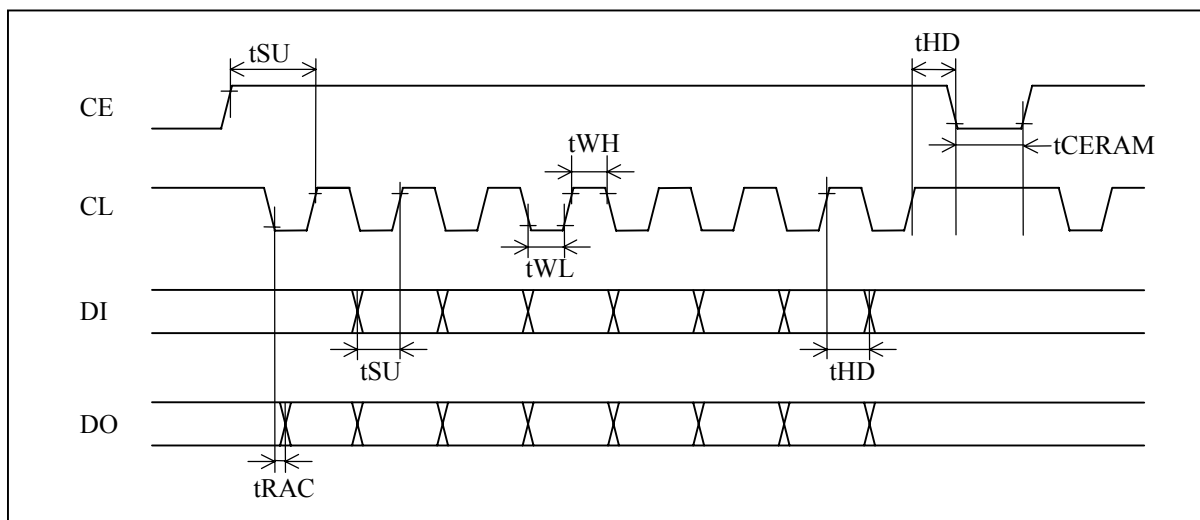 tSU
tHD
CE
tWH
tCERAM
CL
tWL
DI
tSU
tHD
DO
tRAC